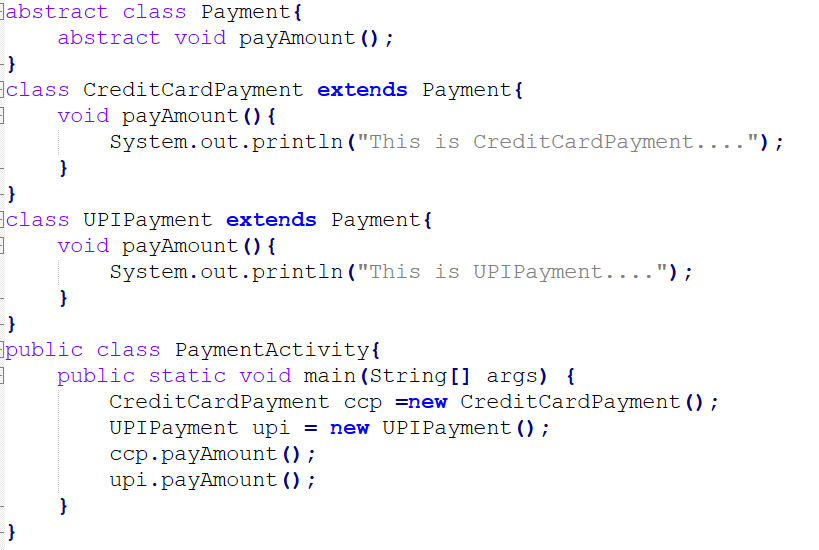 abstract class Payment{
    abstract void payAmount();
}
class CreditCardPayment extends Payment{
    void payAmount(){
        System.out.println("This is CreditCardPayment....");
    }
}
class UPIPayment extends Payment{
    void payAmount(){
        System.out.println("This is UPIPayment....");
    }
}
public class PaymentActivity{
    public static void main(String[] args) {
        CreditCardPayment ccp =new CreditCardPayment();
        UPIPayment upi = new UPIPayment();
        ccp.payAmount();
        upi.payAmount();
    }
}